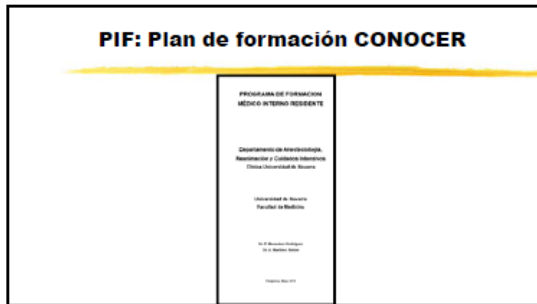 PIF: Plan de formación CONOCER
PROGRAMA DE FORMACION
MÉDICO INTERNO RESIDENTE
Departamento de Anestesiología,
Reanimación y Cuidados Intensivos
Clínica Universidad de Navarra
Universidad de Navarra
Facultad de Medicina